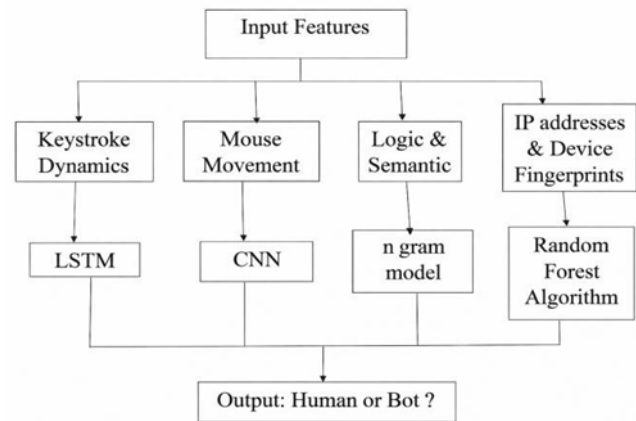 Input Features
Keystroke
Dynamics
Mouse
Movement
Logic &
Semantic
IP addresses
& Device
Fingerprints
LSTM
CNN
n gram
model
Random
Forest
Algorithm
Output: Human or Bot ?